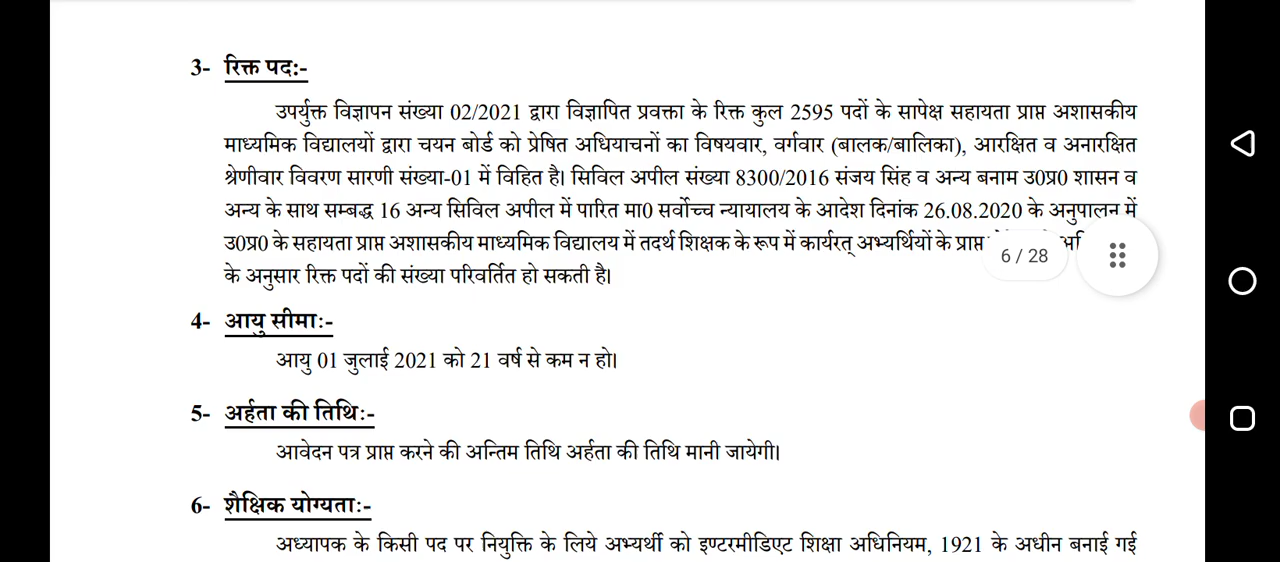 3- रिक्त पद:-
उपर्युक्त विज्ञापन संख्या 02/2021 द्वारा विज्ञापित प्रवक्ता के रिक्त कुल 2595 पदों के सापेक्ष सहायता प्राप्त अशासकीय
माध्यमिक विद्यालयों द्वारा चयन बोर्ड को प्रेषित अधियाचनों का विषयवार, वर्गवार (बालक/बालिका), आरक्षित व अनारक्षित
श्रेणीवार विवरण सारणी संख्या-01 में विहित है। सिविल अपील संख्या 8300/2016 संजय सिंह व अन्य बनाम उ0प्र0 शासन व
अन्य के साथ सम्बद्ध 16 अन्य सिविल अपील में पारित मा0 सर्वोच्च न्यायालय के आदेश दिनांक 26.08.2020 के अनुपालन में
उ0प्र0 के सहायता प्राप्त अशासकीय माध्यमिक विद्यालय में तदर्थ शिक्षक के रूप में कार्यरत् अभ्यर्थियों के प्राप्त
6 / 28
के अनुसार रिक्त पदों की संख्या परिवर्तित हो सकती है।
4- आयु सीमाः-
आयु 01 जुलाई 2021 को 21 वर्ष से कम न हो।
5- अर्हता की तिथिः-
आवेदन पत्र प्राप्त करने की अन्तिम तिथि अर्हता की तिथि मानी जायेगी।
6- शैक्षिक योग्यताः-
अध्यापक के किसी पद पर नियुक्ति के लिये अभ्यर्थी को इण्टरमीडिएट शिक्षा अधिनियम, 1921 के अधीन बनाई गई